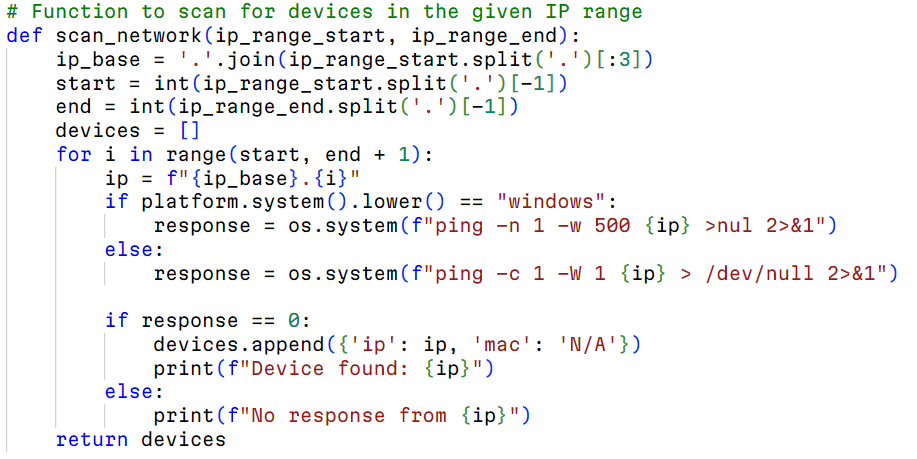 # Function to scan for devices in the given IP range
def scan_network(ip_range_start, ip_range_end):
    ip_base = '.'.join(ip_range_start.split('.')[:3])
    start = int(ip_range_start.split('.')[-1])
    end = int(ip_range_end.split('.')[-1])
    devices = []
    for i in range(start, end + 1):
        ip = f"{ip_base}.{i}"
        if platform.system().lower() == "windows":
            response = os.system(f"ping -n 1 -w 500 {ip} >nul 2>&1")
        else:
            response = os.system(f"ping -c 1 -W 1 {ip} > /dev/null 2>&1")

        if response == 0:
            devices.append({'ip': ip, 'mac': 'N/A'})
            print(f"Device found: {ip}")
        else:
            print(f"No response from {ip}")
    return devices